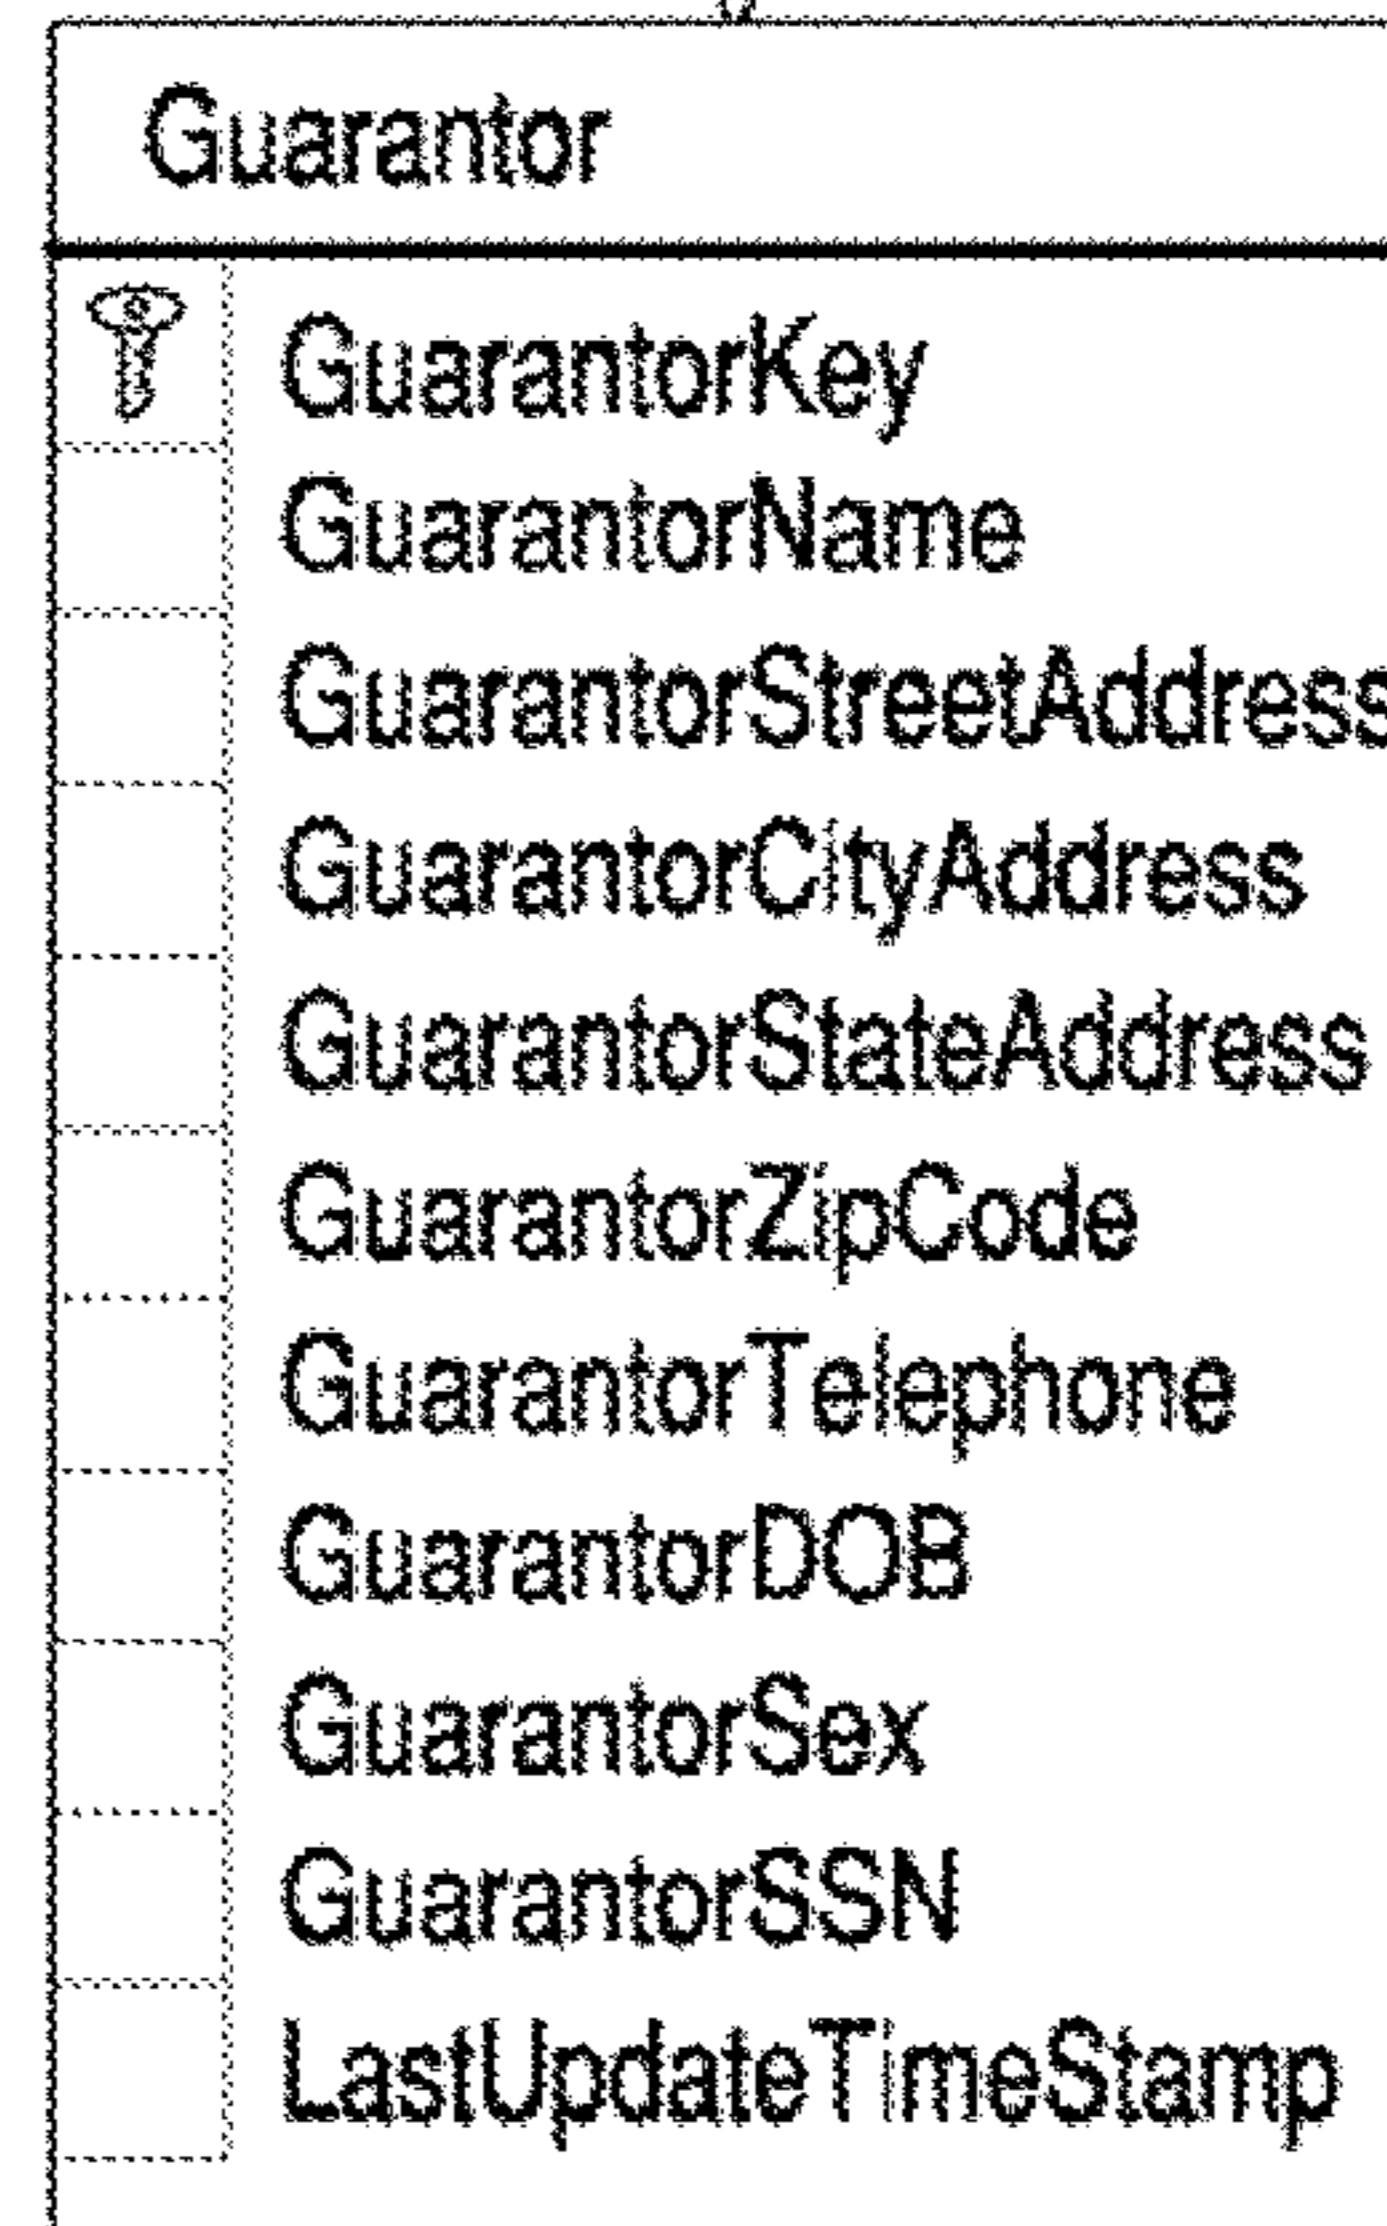 Guarantor
GuarantorKey
GuarantorName
GuarantorStreetAddress
GuarantorCityAddress
GuarantorStateAddress
GuarantorZipCode
GuarantorTelephone
GuarantorDOB
GuarantorSex
GuarantorSSN
LastUpdateTimeStamp